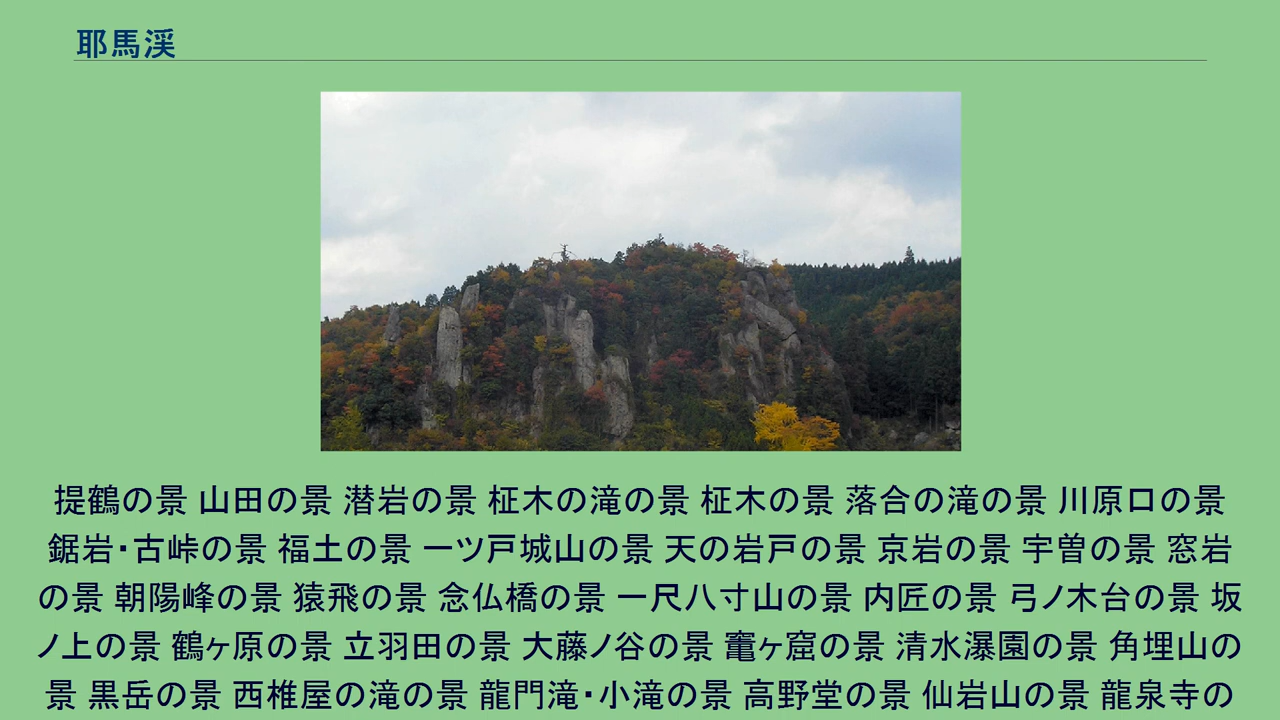 耶馬渓
提鶴の景 山田の景 潜岩の景 柾木の滝の景 柾木の景 落合の滝の景 川原口の景
鋸岩・古峠の景 福土の景 一ツ戸城山の景 天の岩戸の景 京岩の景 宇曽の景 窓岩
の景 朝陽峰の景 猿飛の景 念仏橋の景 一尺八寸山の景 内匠の景 弓ノ木台の景 坂
ノ上の景 鶴ヶ原の景 立羽田の景 大藤ノ谷の景 竃ヶ窟の景 清水瀑園の景 角埋山の
景 黒岳の景 西椎屋の滝の景 龍門滝・小滝の景 高野堂の景 仙岩山の景 龍泉寺の